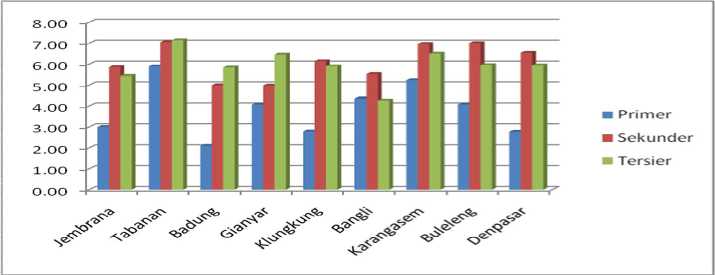 8.00
7.00
6.00
5.00
4.00
3.00
2.00
1.00
0.00
Primer
Sekunder
Tersier
Jembrana
Tabanan
Badung
Gianyar
Klungkung
Bangli
Karangasem
Buleleng
Denpasar